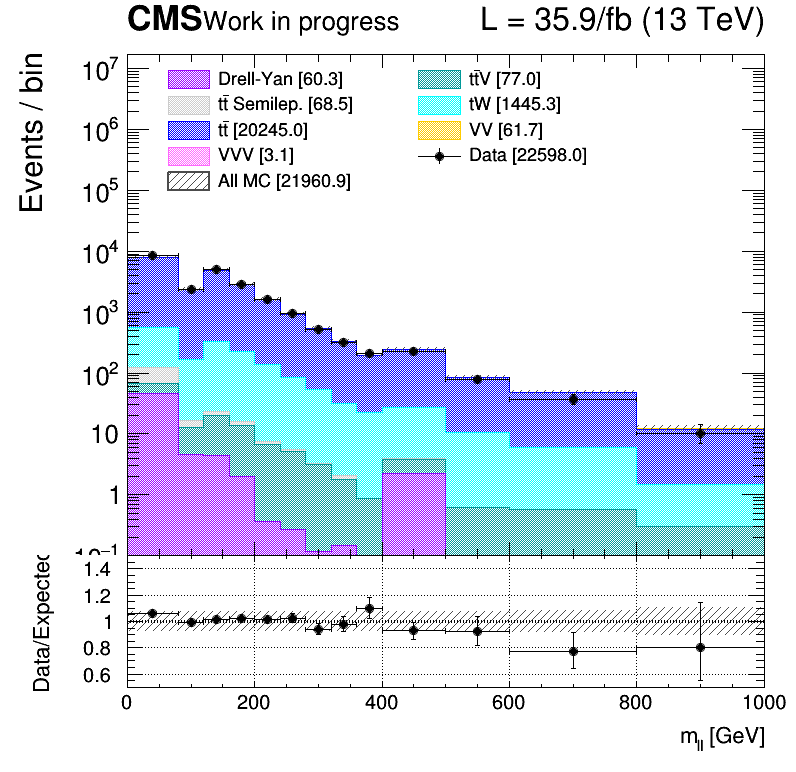 CMS Work in progress L = 35.9/fb (13 TeV)
Events / bin
Drell-Yan [60.3]
tt̄ Semilep. [68.5]
tt̄ [20245.0]
VVV [3.1]
All MC [21960.9]
tt̄V [77.0]
tW [1445.3]
VV [61.7]
Data [22598.0]
10⁷
10⁶
10⁵
10⁴
10³
10²
10
1
10⁻¹
Data/Expected
1.4
1.2
1
0.8
0.6
0 200 400 600 800 1000
m_ll [GeV]